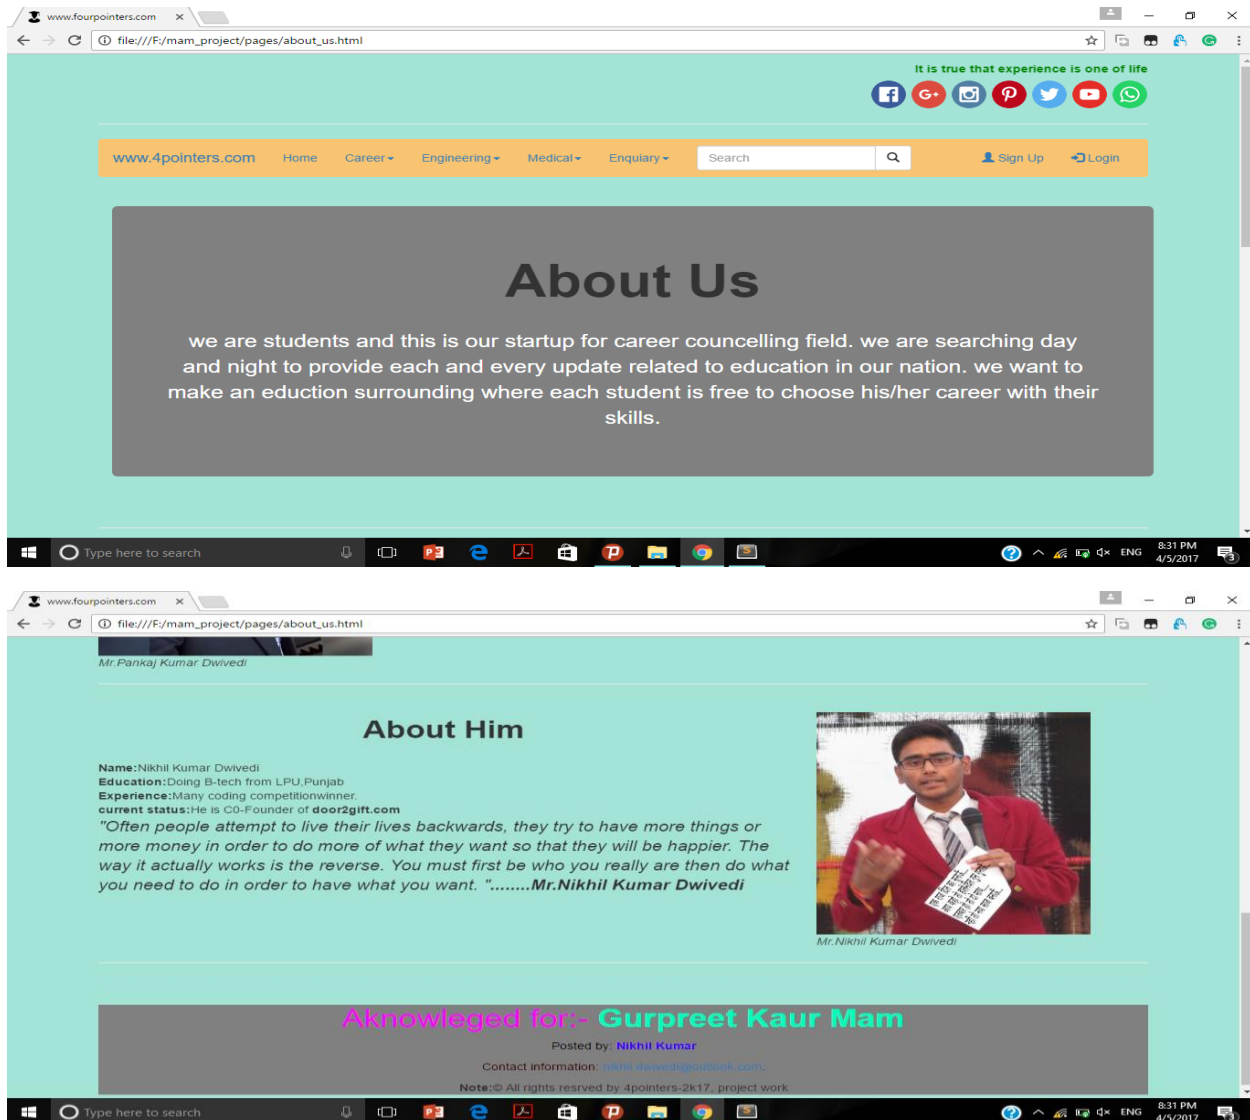 www.fourpointers.com
file:///F:/mam_project/pages/about_us.html
It is true that experience is one of life
www.4pointers.com Home Career Engineering Medical Enquiary Search Sign Up Login
About Us
we are students and this is our startup for career councelling field. we are searching day
and night to provide each and every update related to education in our nation. we want to
make an eduction surrounding where each student is free to choose his/her career with their
skills.
Type here to search
ENG
8:31 PM
4/5/2017
www.fourpointers.com
file:///F:/mam_project/pages/about_us.html
Mr.Pankaj Kumar Dwivedi
About Him
Name:Nikhil Kumar Dwivedi
Education:Doing B-tech from LPU,Punjab
Experience:Many coding competitionwinner.
current status:He is C0-Founder of door2gift.com
"Often people attempt to live their lives backwards, they try to have more things or
more money in order to do more of what they want so that they will be happier. The
way it actually works is the reverse. You must first be who you really are then do what
you need to do in order to have what you want. "........Mr.Nikhil Kumar Dwivedi
Mr.Nikhil Kumar Dwivedi
Aknowleged for:- Gurpreet Kaur Mam
Posted by: Nikhil Kumar
Contact information: nikhil.dwivedi@outlook.com.
Note:© All rights resrved by 4pointers-2k17, project work
Type here to search
ENG
8:31 PM
4/5/2017